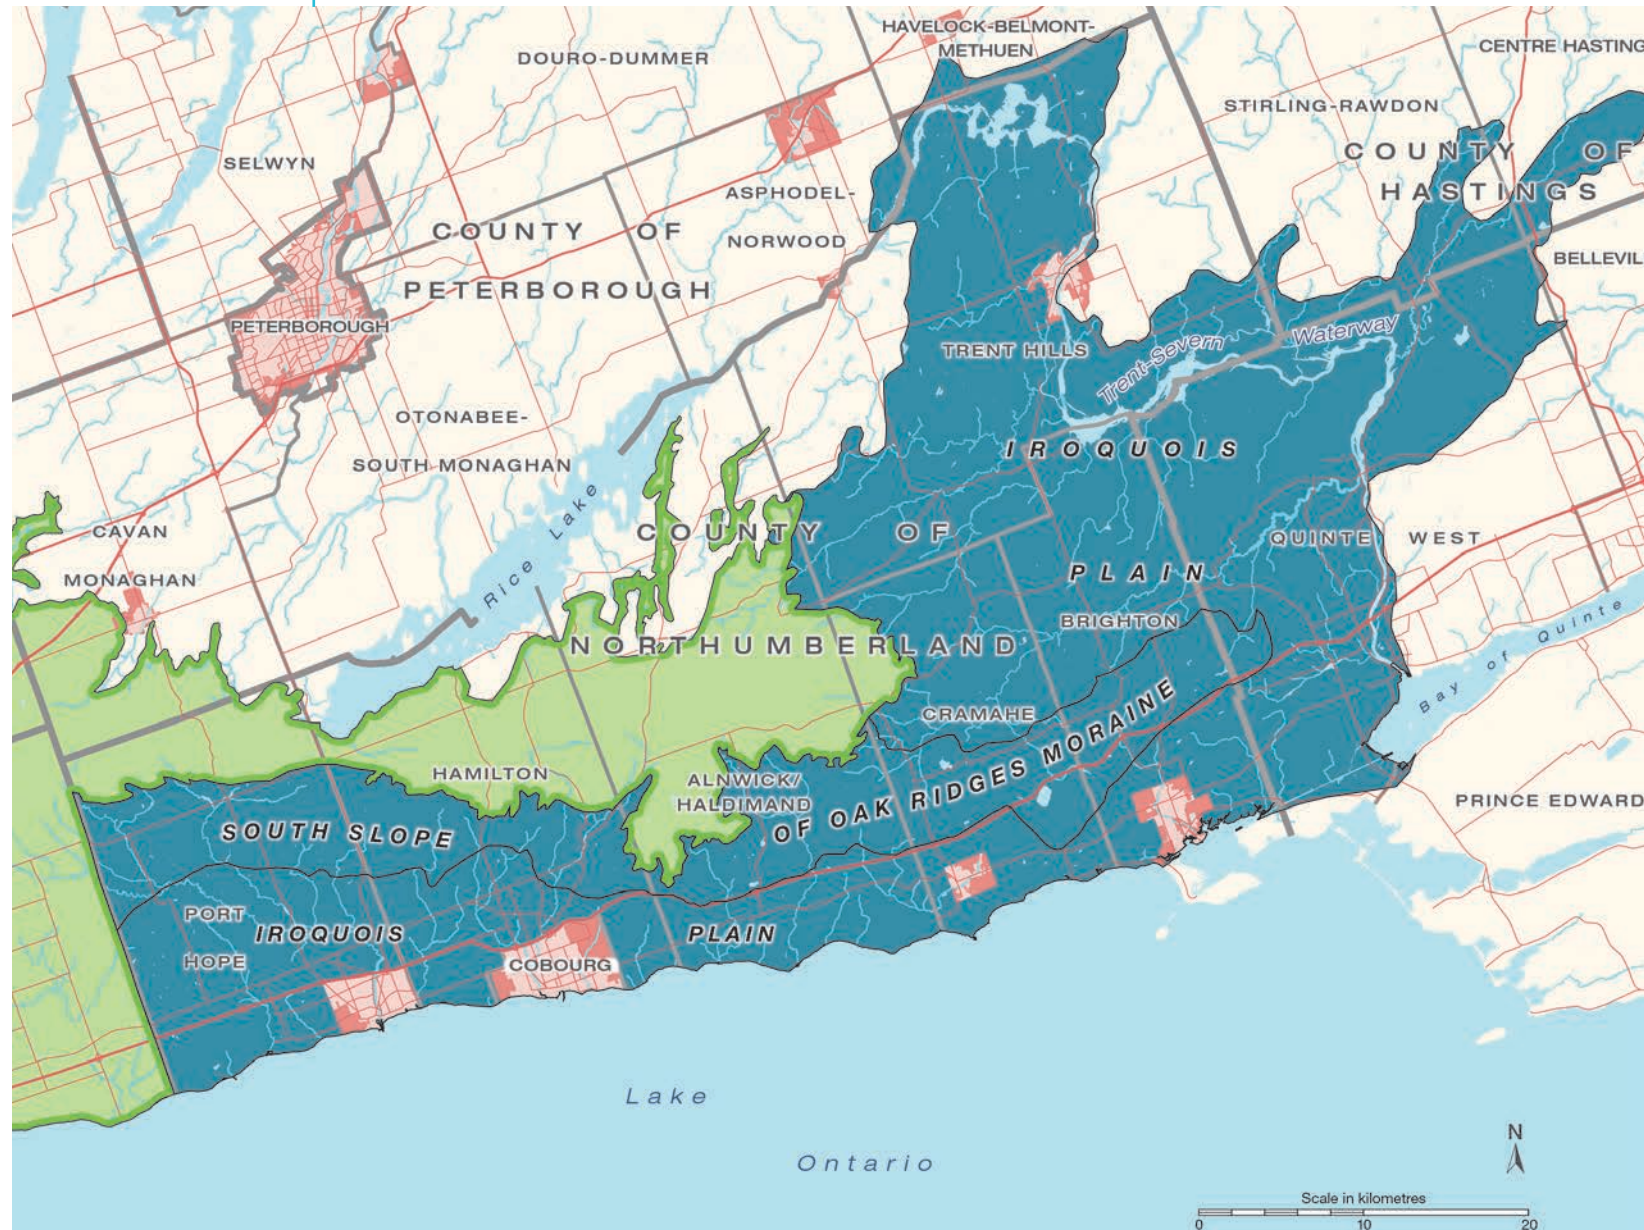 HAVELOCK-BELMONT-
METHUEN
DOURO-DUMMER
CENTRE HASTING
STIRLING-RAWDON
SELWYN
COUNTY OF
HASTINGS
ASPHODEL-
NORWOOD
COUNTY OF
PETERBOROUGH
BELLEVIL
PETERBOROUGH
TRENT HILLS
Trent-Severn Waterway
OTONABEE-
SOUTH MONAGHAN
IROQUOIS
PLAIN
Rice Lake
CAVAN
MONAGHAN
COUNTY OF
NORTHUMBERLAND
QUINTE WEST
BRIGHTON
Bay of Quinte
CRAMAHE
HAMILTON
ALNWICK/
HALDIMAND
PRINCE EDWARD
SOUTH SLOPE
OF OAK RIDGES MORAINE
PORT
HOPE
IROQUOIS PLAIN
COBOURG
Lake
Ontario
N
Scale in kilometres
0 10 20